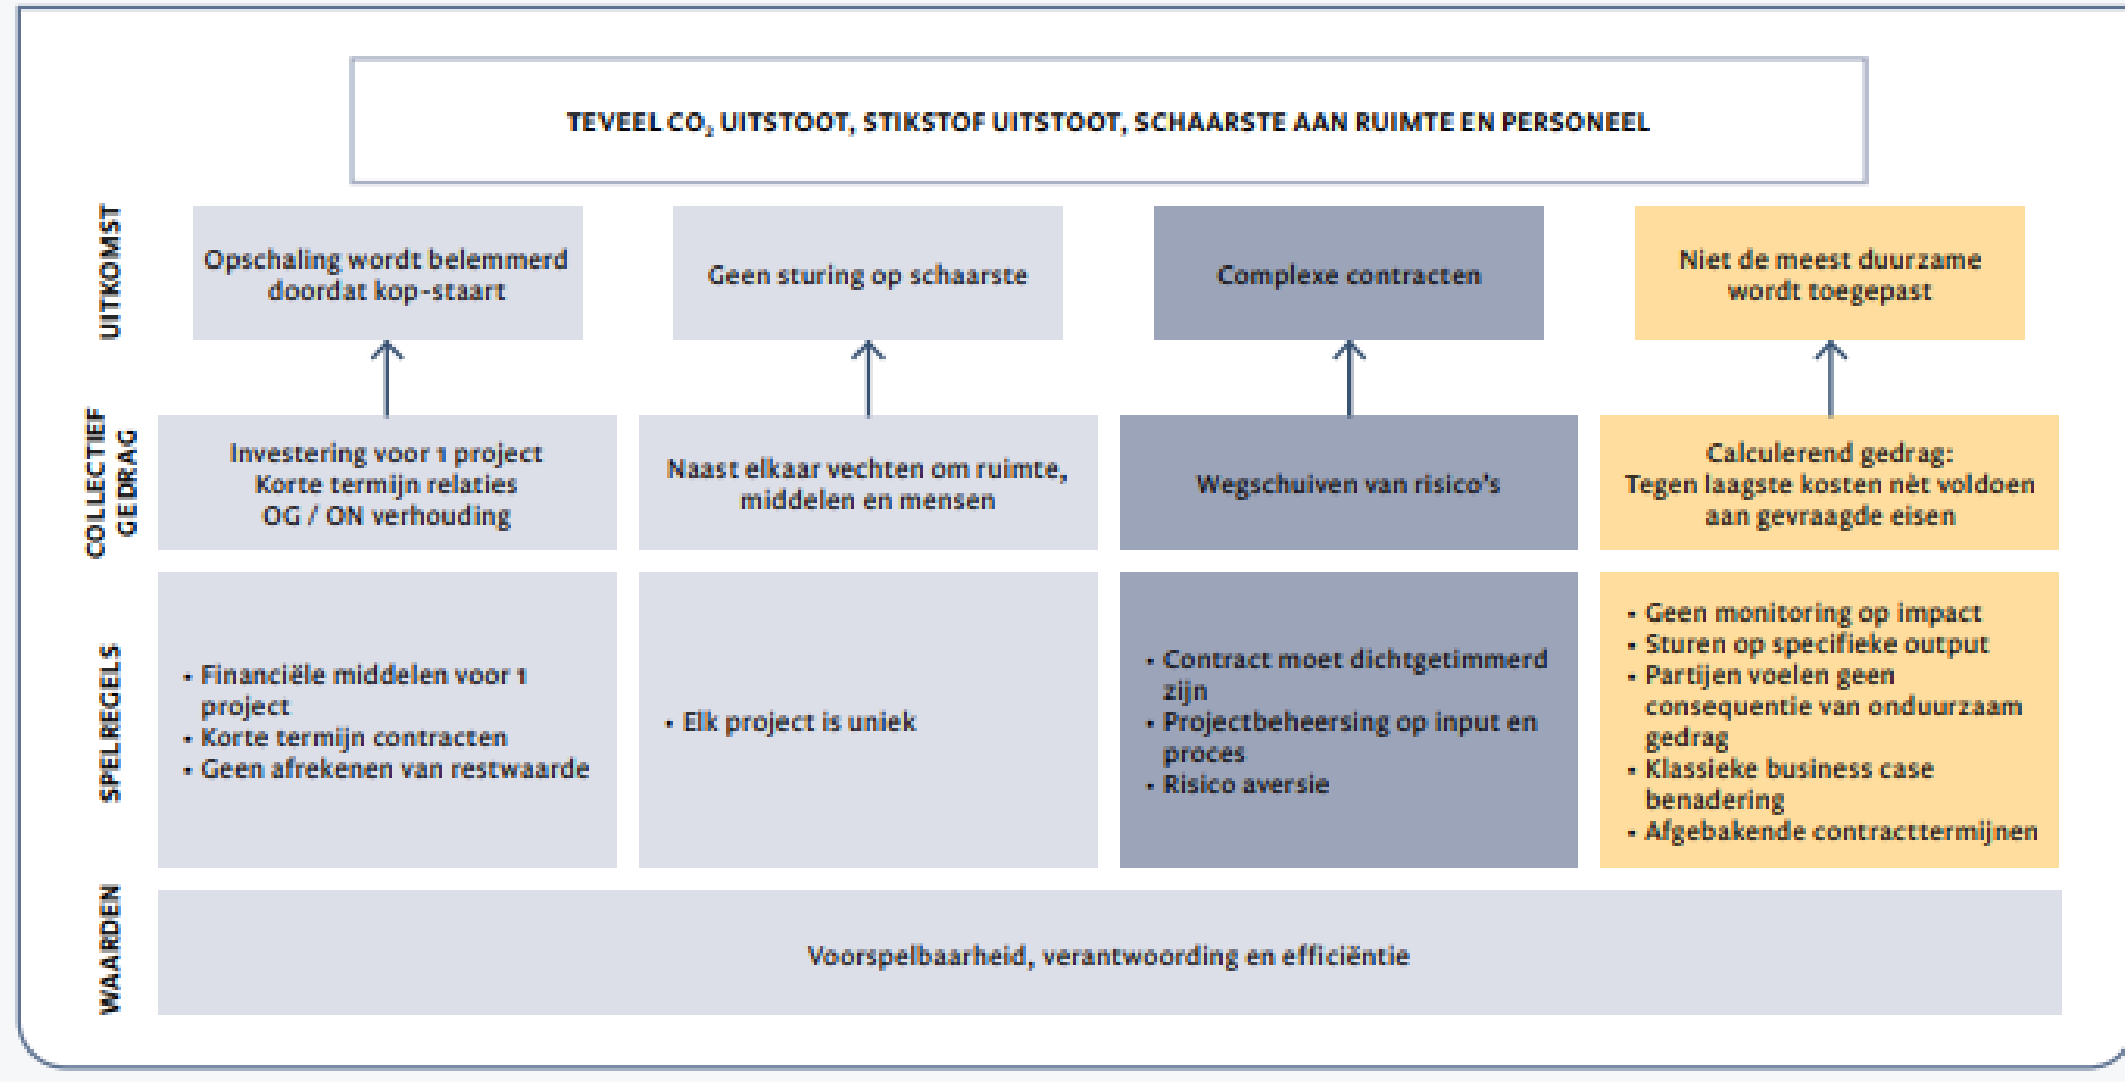 TEVEEL CO₂ UITSTOOT, STIKSTOF UITSTOOT, SCHAARSTE AAN RUIMTE EN PERSONEEL
UITKOMST
Opschaling wordt belemmerd
doordat kop-staart
Geen sturing op schaarste
Complexe contracten
Niet de meest duurzame
wordt toegepast
COLLECTIEF
GEDRAG
Investering voor 1 project
Korte termijn relaties
OG / ON verhouding
Naast elkaar vechten om ruimte,
middelen en mensen
Wegschuiven van risico's
Calculerend gedrag:
Tegen laagste kosten nèt voldoen
aan gevraagde eisen
SPELREGELS
• Financiële middelen voor 1
project
• Korte termijn contracten
• Geen afrekenen van restwaarde
• Elk project is uniek
• Contract moet dichtgetimmerd
zijn
• Projectbeheersing op input en
proces
• Risico aversie
• Geen monitoring op impact
• Sturen op specifieke output
• Partijen voelen geen
consequentie van onduurzaam
gedrag
• Klassieke business case
benadering
• Afgebakende contracttermijnen
WAARDEN
Voorspelbaarheid, verantwoording en efficiëntie